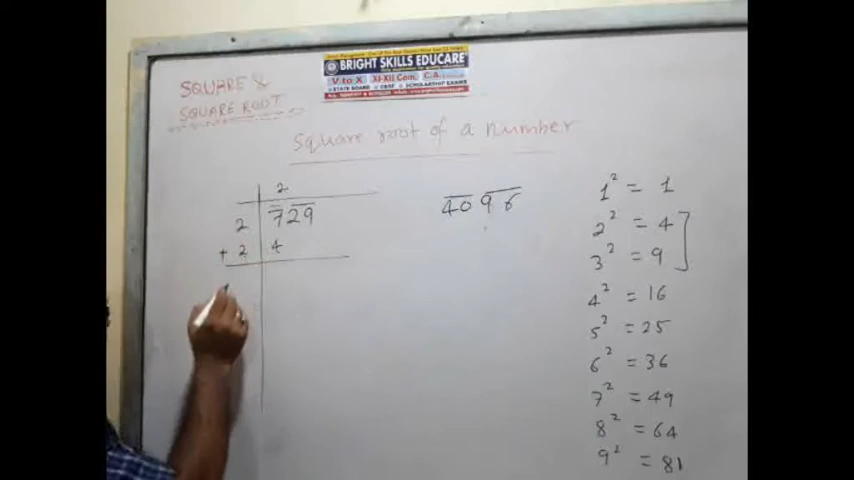 BRIGHT SKILLS EDUCARE
V to X XI-XII Com. C.A.
STATE BOARD CBSE SCHOLARSHIP EXAMS
SQUARE &
SQUARE ROOT
Square root of a number
2
2 729
+ 2 4
40 96
1² = 1
2² = 4
3² = 9
4² = 16
5² = 25
6² = 36
7² = 49
8² = 64
9² = 81